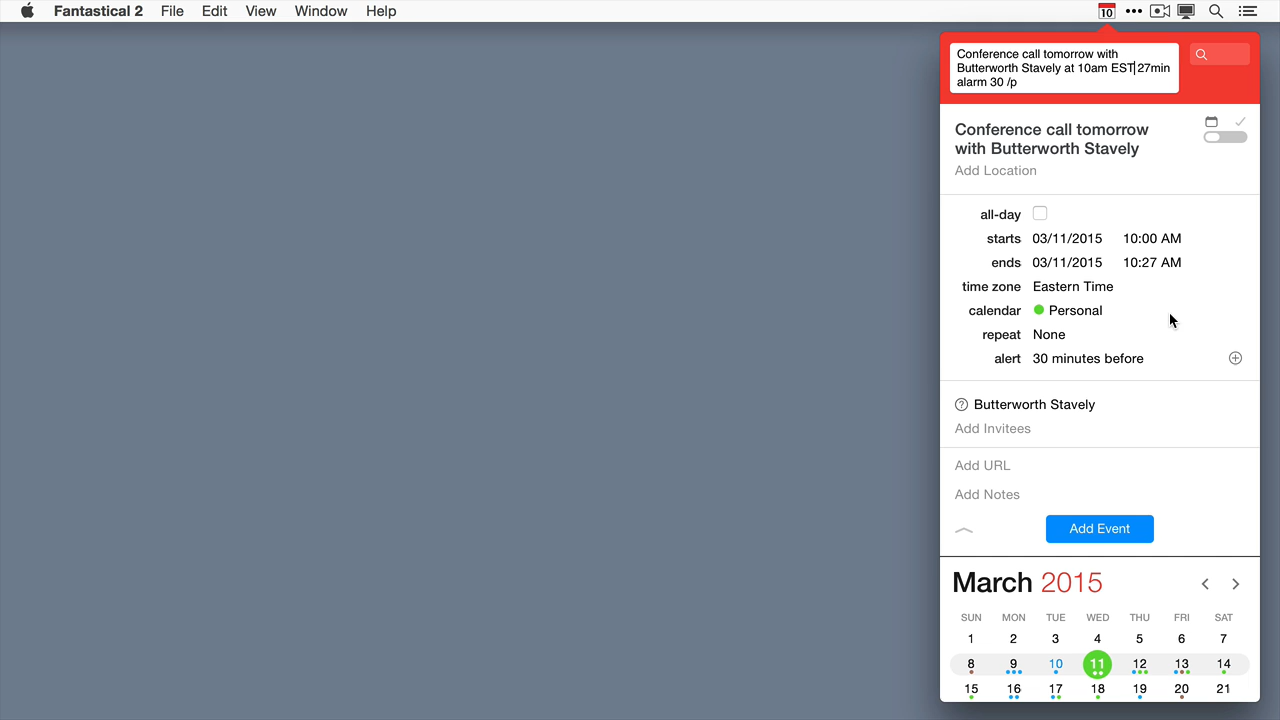 Fantastical 2 File Edit View Window Help
10
Conference call tomorrow with
Butterworth Stavely at 10am EST 27min
alarm 30 /p
Conference call tomorrow
with Butterworth Stavely
Add Location
all-day
starts 03/11/2015 10:00 AM
ends 03/11/2015 10:27 AM
time zone Eastern Time
calendar Personal
repeat None
alert 30 minutes before
Butterworth Stavely
Add Invitees
Add URL
Add Notes
Add Event
March 2015
SUN MON TUE WED THU FRI SAT
1 2 3 4 5 6 7
8 9 10 11 12 13 14
15 16 17 18 19 20 21